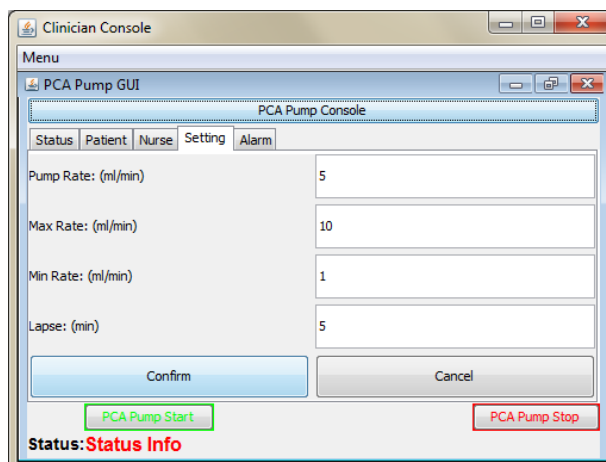 Clinician Console
Menu
PCA Pump GUI
PCA Pump Console
Status Patient Nurse Setting Alarm
Pump Rate: (ml/min) 5
Max Rate: (ml/min) 10
Min Rate: (ml/min) 1
Lapse: (min) 5
Confirm Cancel
PCA Pump Start PCA Pump Stop
Status:Status Info